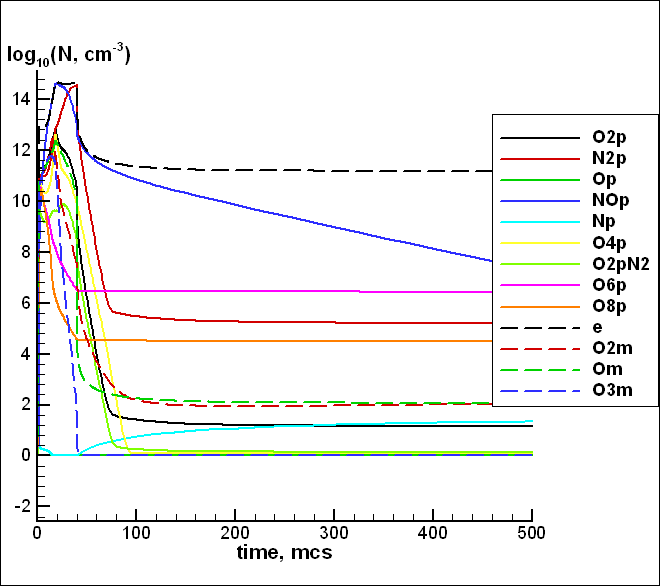 log10(N, cm-3)
14
12
10
8
6
4
2
0
-2
0
100
200
300
400
500
time, mcs
O2p
N2p
Op
NOp
Np
O4p
O2pN2
O6p
O8p
e
O2m
Om
O3m